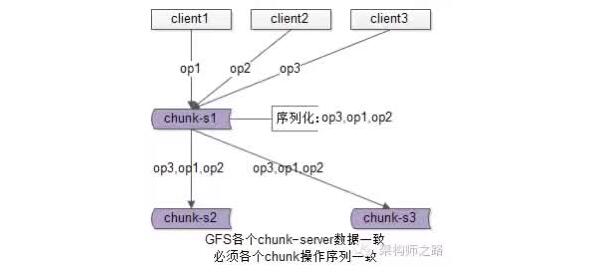 client1 client2 client3
op1 op2 op3
chunk-s1 序列化:op3,op1,op2
op3,op1,op2 op3,op1,op2
chunk-s2 chunk-s3
GFS各个chunk-server数据一致
必须各个chunk操作序列一致
架构师之路